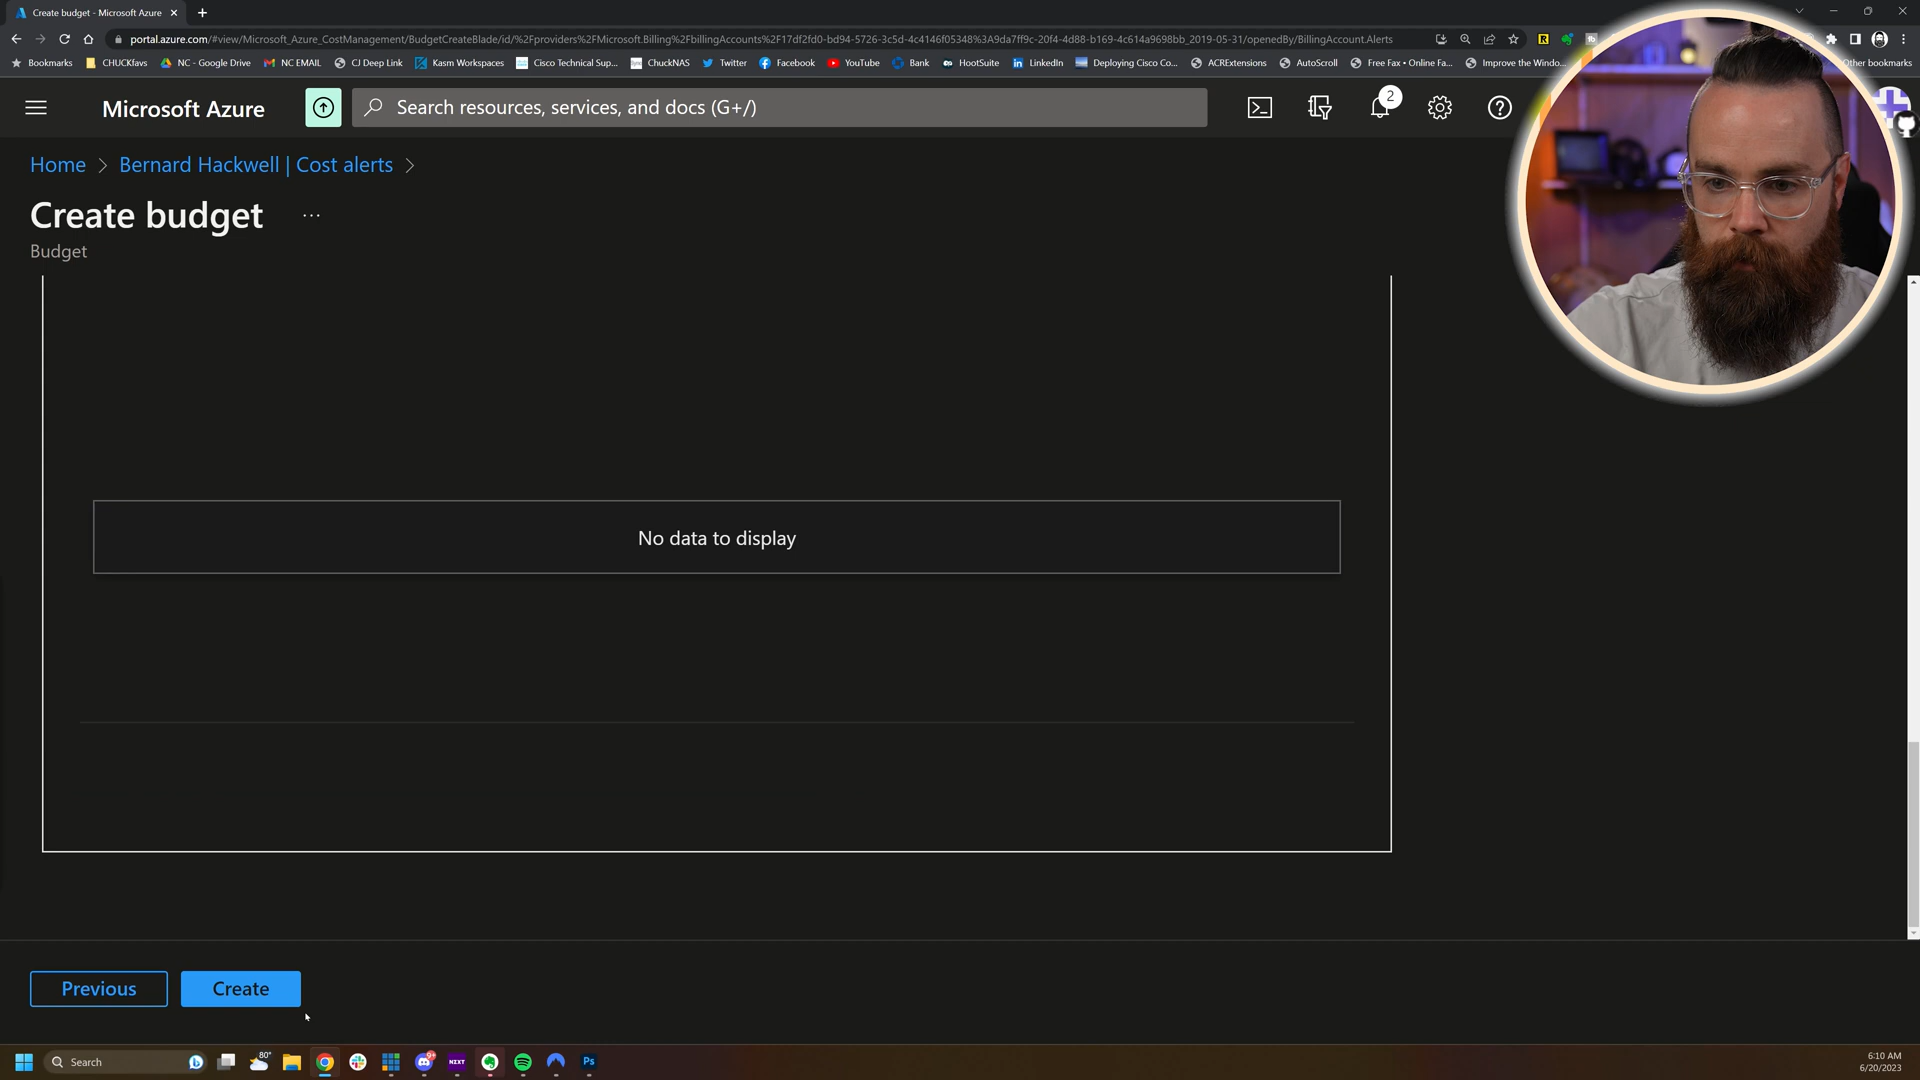 Create budget - Microsoft Azure
portal.azure.com/#view/Microsoft_Azure_CostManagement/BudgetCreateBlade/id/%2Fproviders%2FMicrosoft.Billing%2FbillingAccounts%2F17df2fd0-bd94-5726-3c5d-4c4146f05348%3A9da7ff9c-20f4-4d88-b169-4c614a9698bb_2019-05-31/openedBy/BillingAccount.Alerts
Bookmarks CHUCKfavs NC - Google Drive NC EMAIL CJ Deep Link Kasm Workspaces Cisco Technical Sup... ChuckNAS Twitter Facebook YouTube Bank HootSuite LinkedIn Deploying Cisco Co... ACRExtensions AutoScroll Free Fax • Online Fa... Improve the Windo... Other bookmarks
Microsoft Azure
Search resources, services, and docs (G+/)
2
Home > Bernard Hackwell | Cost alerts >
Create budget ...
Budget
No data to display
Previous
Create
Search
80°
9+
NIXT
Ps
6:10 AM
6/20/2023